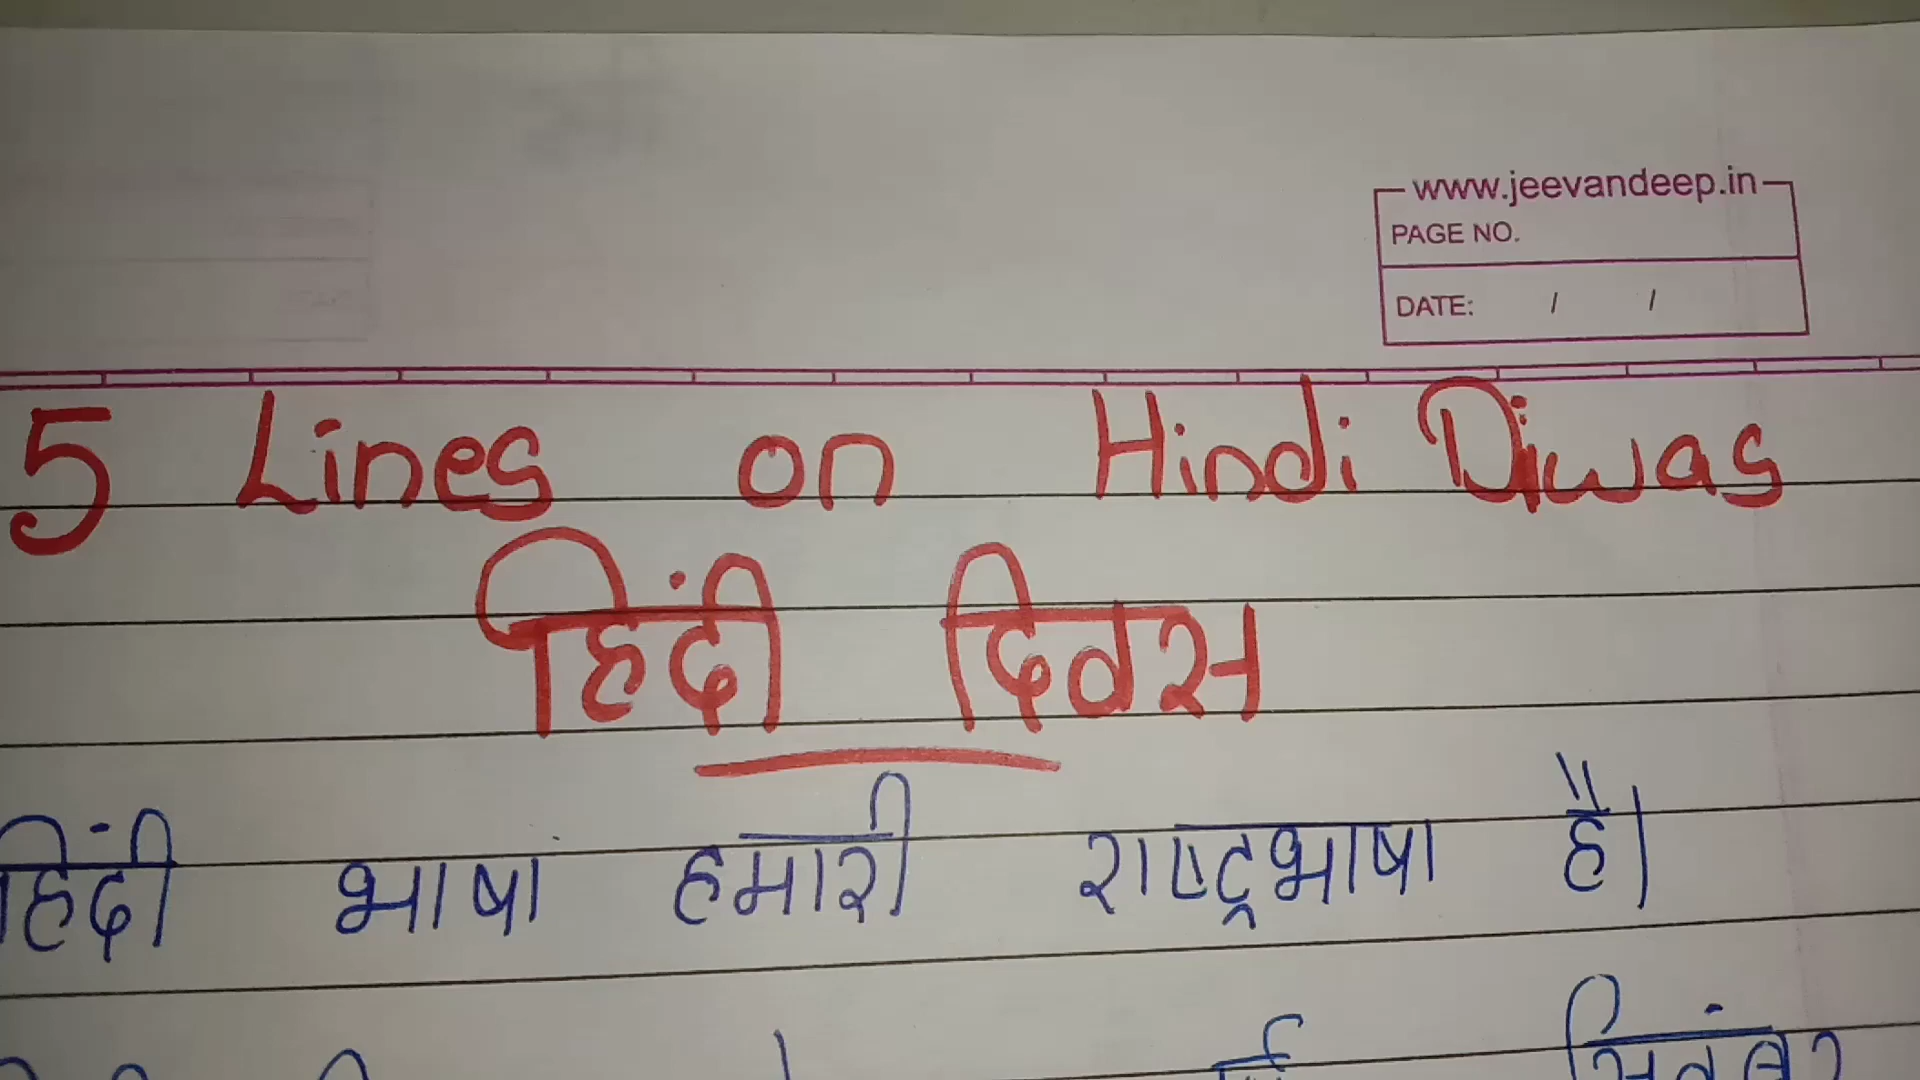 www.jeevandeep.in
PAGE NO.
DATE: / /
5 Lines on Hindi Diwas
हिंदी दिवस
हिंदी भाषा हमारी राष्ट्रभाषा है।